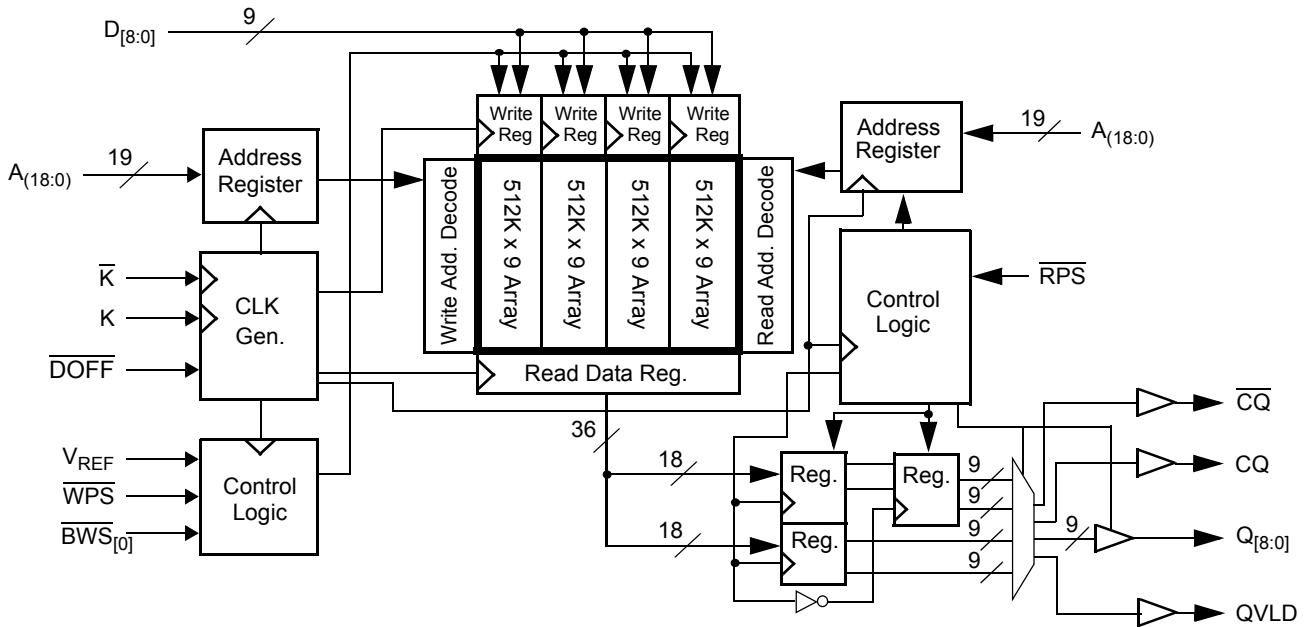 D[8:0]
9
Write
Reg
Write
Reg
Write
Reg
Write
Reg
A(18:0)
19
Address
Register
Write Add. Decode
512K x 9 Array
512K x 9 Array
512K x 9 Array
512K x 9 Array
Read Add. Decode
Address
Register
19
A(18:0)
K
K
DOFF
CLK
Gen.
Control
Logic
RPS
Read Data Reg.
36
VREF
WPS
BWS[0]
Control
Logic
18
Reg.
Reg.
9
9
18
Reg.
9
9
9
CQ
CQ
Q[8:0]
QVLD